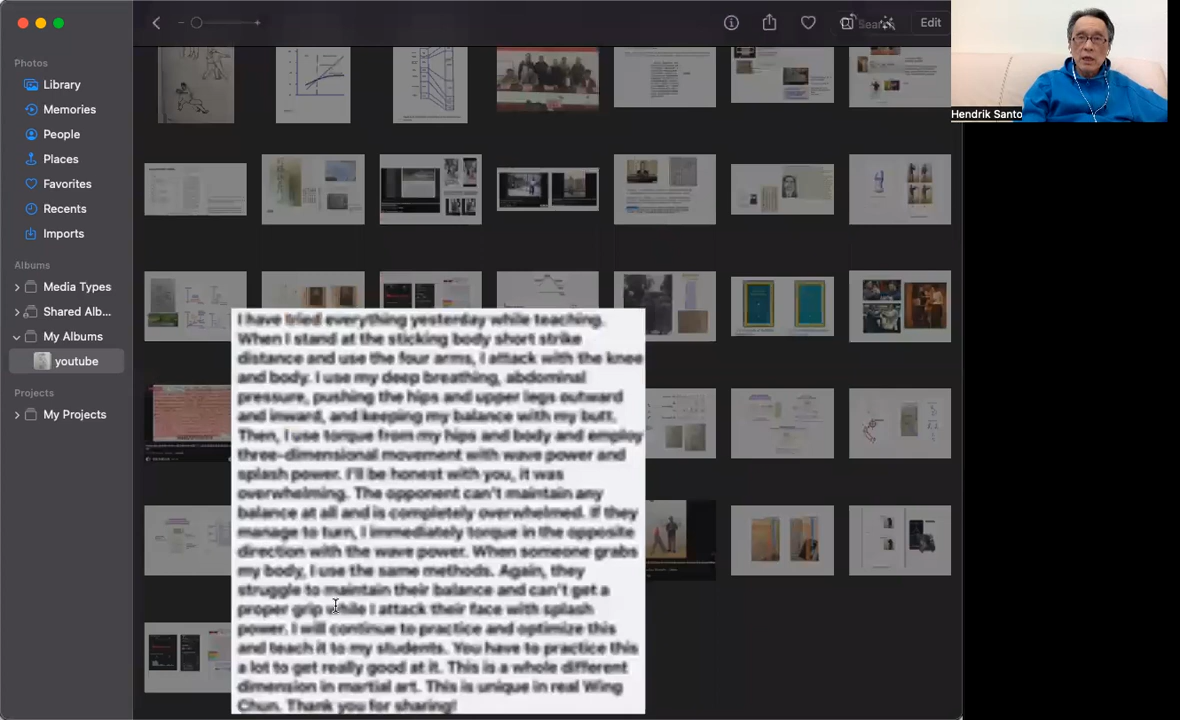 Search
Edit
Photos
Library
Memories
People
Places
Favorites
Recents
Imports
Albums
Media Types
Shared Alb...
My Albums
youtube
Projects
My Projects
Hendrik Santo
I have tried everything yesterday while teaching.
When I stand at the sticking body short strike
distance and use the four arms, I attack with the knee
and body. I use my deep breathing, abdominal
pressure, pushing the hips and upper legs outward
and inward, and keeping my balance with my butt.
Then, I use torque from my hips and body and employ
three-dimensional movement with wave power and
splash power. I'll be honest with you, it was
overwhelming. The opponent can't maintain any
balance at all and is completely overwhelmed. If they
manage to turn, I immediately torque in the opposite
direction with the wave power. When someone grabs
my body, I use the same methods. Again, they
struggle to maintain their balance and can't get a
proper grip while I attack their face with splash
power. I will continue to practice and optimize this
and teach it to my students. You have to practice this
a lot to get really good at it. This is a whole different
dimension in martial art. This is unique in real Wing
Chun. Thank you for sharing!